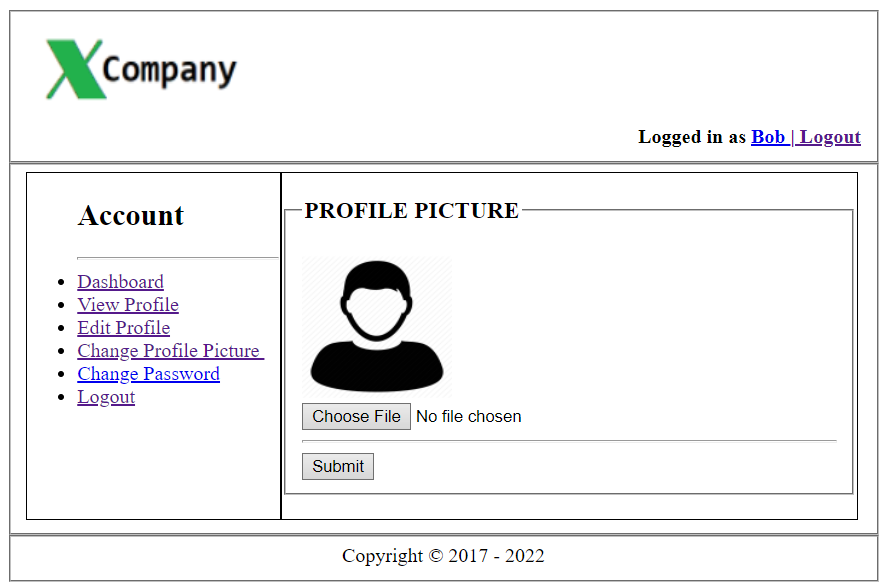 X Company
Logged in as Bob | Logout
Account
Dashboard
View Profile
Edit Profile
Change Profile Picture
Change Password
Logout
PROFILE PICTURE
Choose File No file chosen
Submit
Copyright © 2017 - 2022